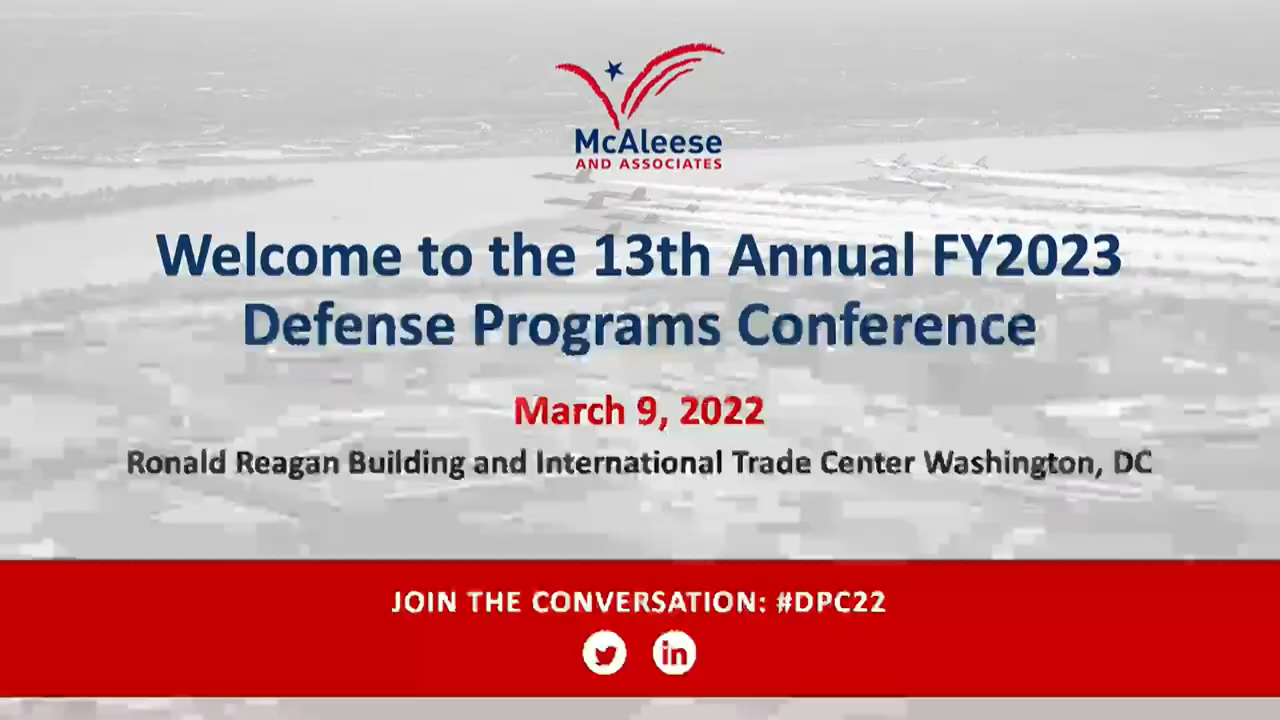 McAleese
AND ASSOCIATES
Welcome to the 13th Annual FY2023
Defense Programs Conference
March 9, 2022
Ronald Reagan Building and International Trade Center Washington, DC
JOIN THE CONVERSATION: #DPC22
in